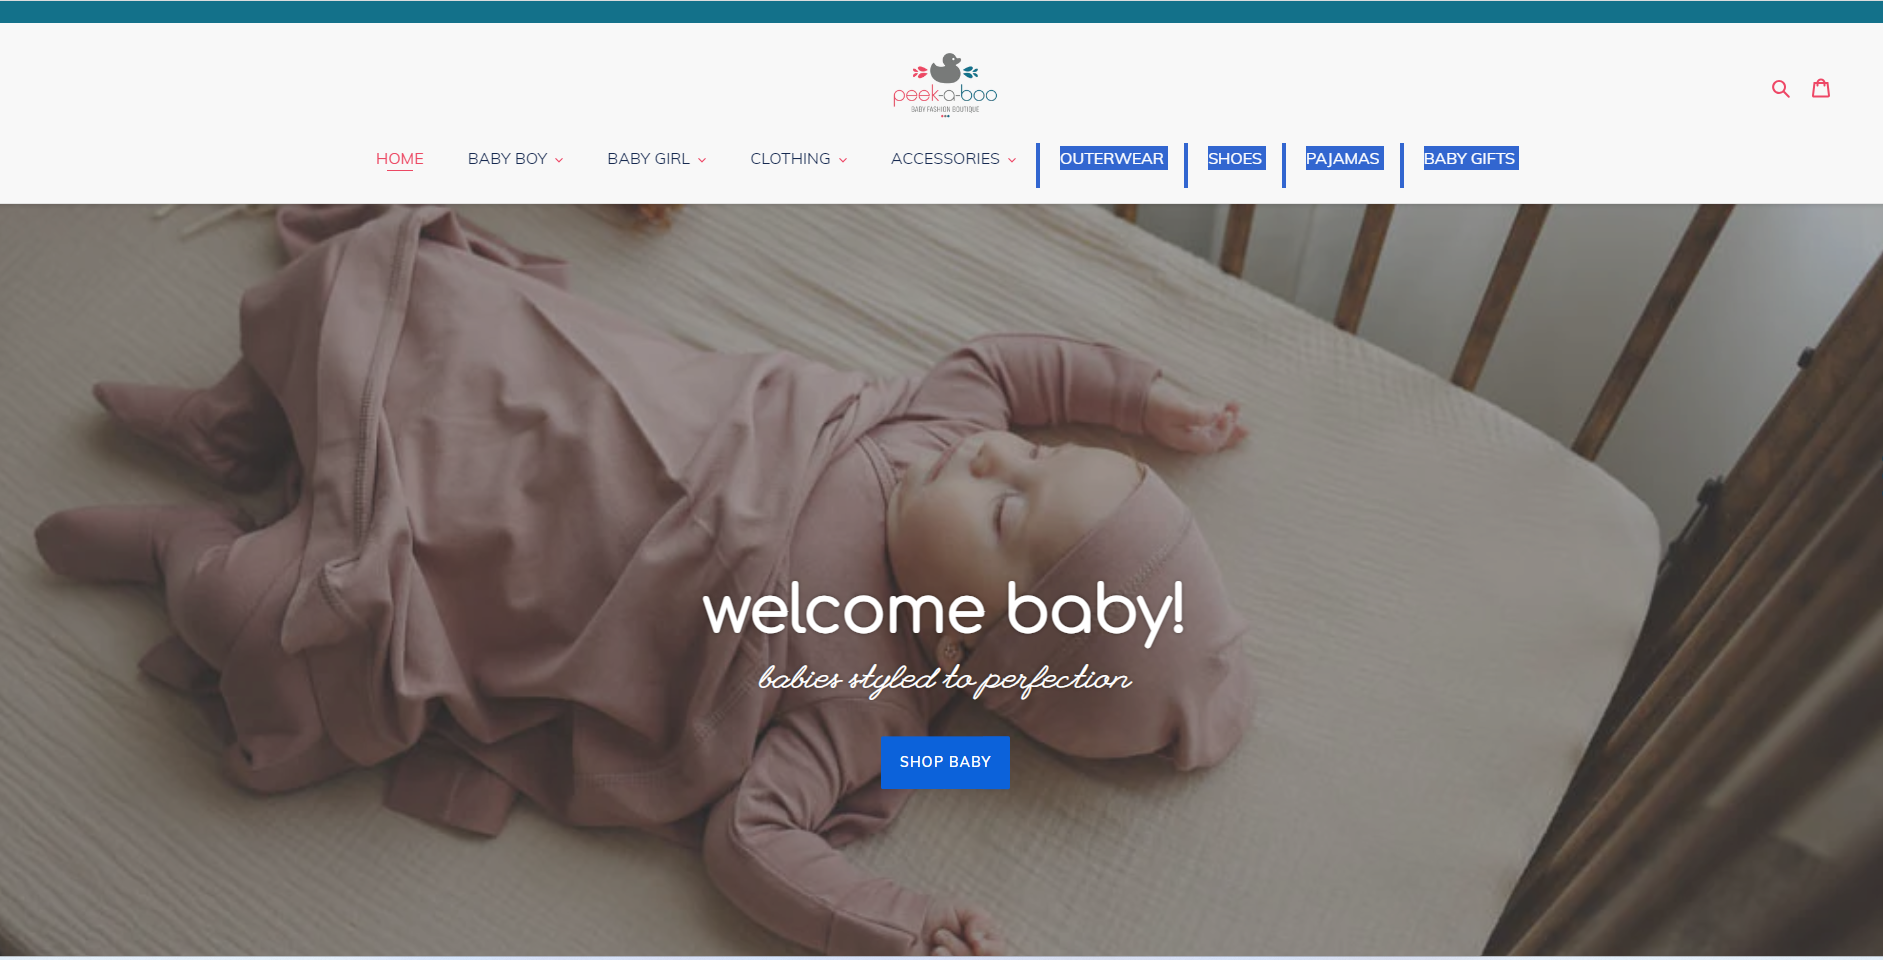 peek-a-boo
BABY FASHION BOUTIQUE
HOME BABY BOY BABY GIRL CLOTHING ACCESSORIES OUTERWEAR SHOES PAJAMAS BABY GIFTS
welcome baby!
babies styled to perfection
SHOP BABY